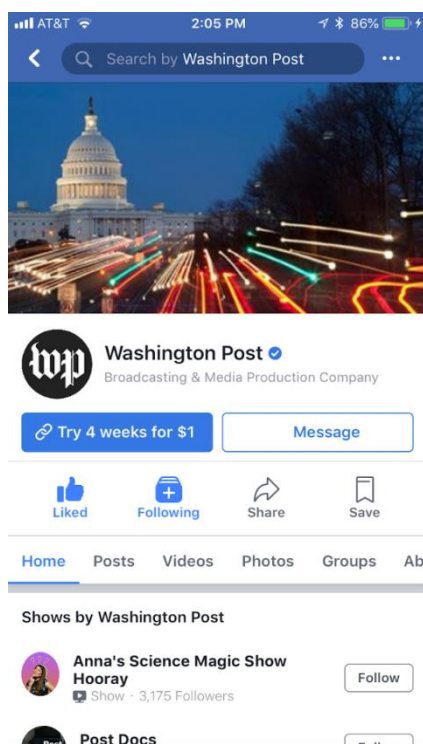 AT&T 2:05 PM 86%
Search by Washington Post
wp
Washington Post
Broadcasting & Media Production Company
Try 4 weeks for $1 Message
Liked Following Share Save
Home Posts Videos Photos Groups Ab
Shows by Washington Post
Anna's Science Magic Show
Hooray
Follow
Show · 3,175 Followers
Post Docs